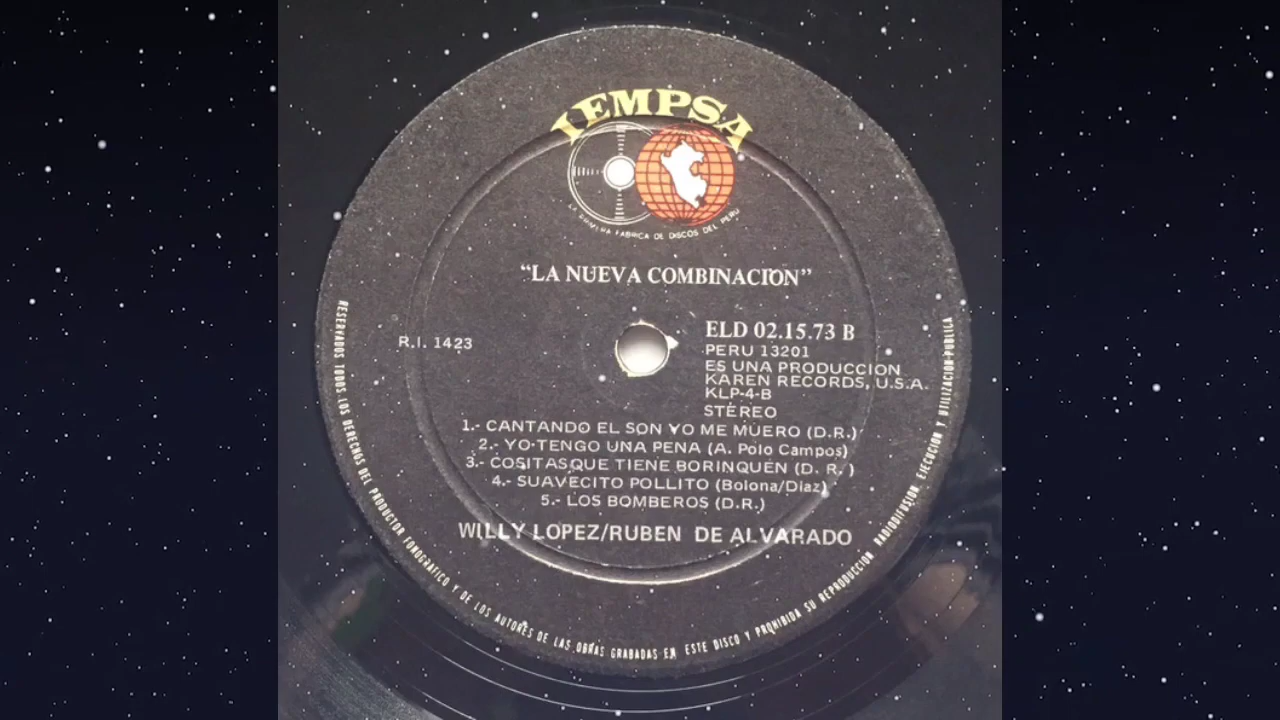 IEMPSA
LA PRIMERA FABRICA DE DISCOS DEL PERU
“LA NUEVA COMBINACION”
R.I. 1423
ELD 02.15.73 B
PERU 13201
ES UNA PRODUCCION
KAREN RECORDS, U.S.A.
KLP-4-B
STÉREO
1.- CANTANDO EL SON YO ME MUERO (D.R.)
2.- YO TENGO UNA PENA (A. Polo Campos)
3.- COSITAS QUE TIENE BORINQUEN (D. R. )
4.- SUAVECITO POLLITO (Bolona/Diaz)
5.- LOS BOMBEROS (D.R.)
WILLY LOPEZ/RUBEN DE ALVARADO
RESERVADOS TODOS LOS DERECHOS DEL PRODUCTOR FONOGRAFICO Y DE LOS AUTORES DE LAS OBRAS GRABADAS EN ESTE DISCO Y PROHIBIDA SU REPRODUCCION RADIODIFUSION, EJECUCION Y UTILIZACION PUBLICA